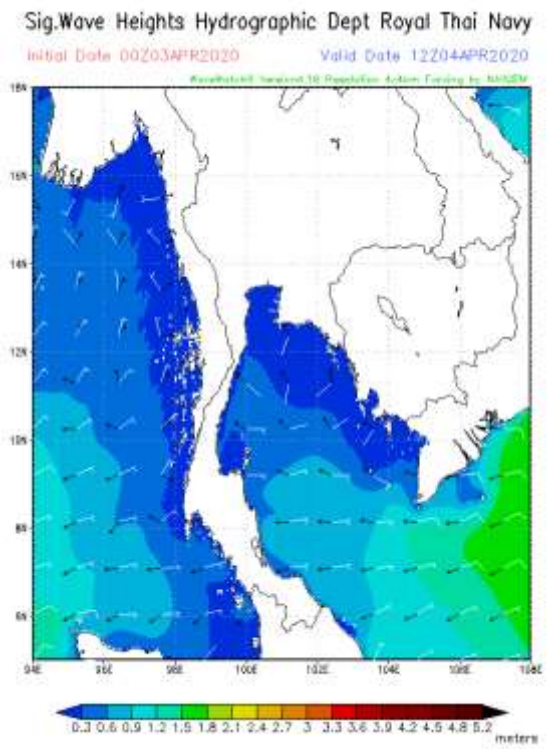 Sig.Wave Heights Hydrographic Dept Royal Thai Navy
Initial Date 00Z03APR2020 Valid Date 12Z04APR2020
18N
16N
14N
12N
10N
8N
6N
94E 96E 98E 100E 102E 104E 106E 108E
0.3 0.6 0.9 1.2 1.5 1.8 2.1 2.4 2.7 3 3.3 3.6 3.9 4.2 4.5 4.8 5.2
meters